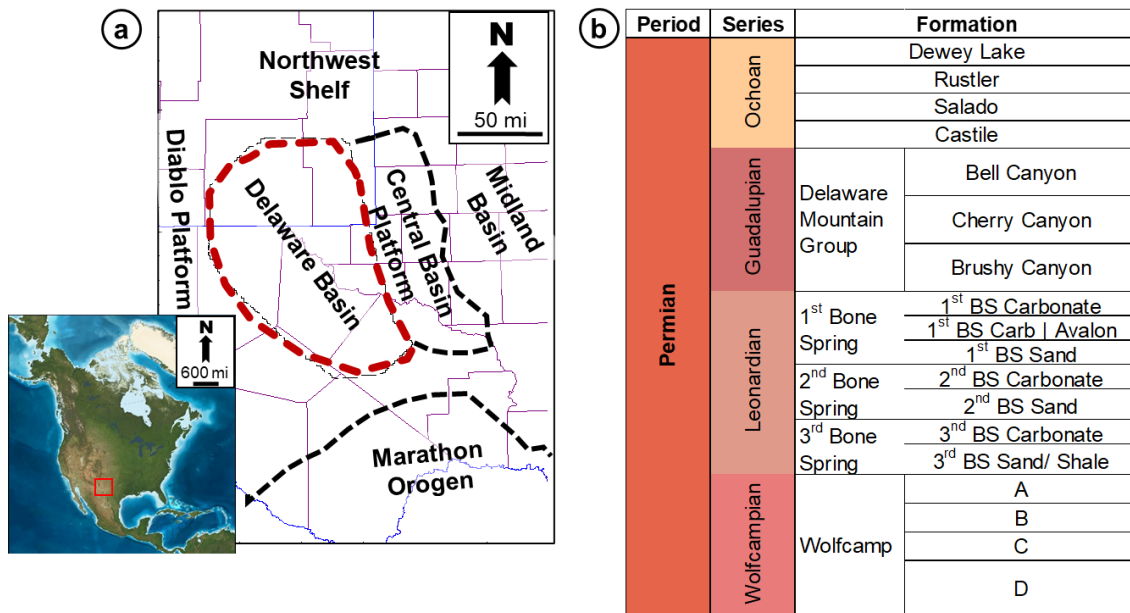 a
N
50 mi
Northwest
Shelf
Diablo Platform
Delaware Basin
Central Basin
Platform
Midland
Basin
Marathon
Orogen
N
600 mi
b
Period Series Formation
Permian
Ochoan
Dewey Lake
Rustler
Salado
Castile
Guadalupian
Delaware
Mountain
Group
Bell Canyon
Cherry Canyon
Brushy Canyon
Leonardian
1st Bone
Spring
1st BS Carbonate
1st BS Carb | Avalon
1st BS Sand
2nd Bone
Spring
2nd BS Carbonate
2nd BS Sand
3rd Bone
Spring
3rd BS Carbonate
3rd BS Sand/ Shale
Wolfcampian
Wolfcamp
A
B
C
D